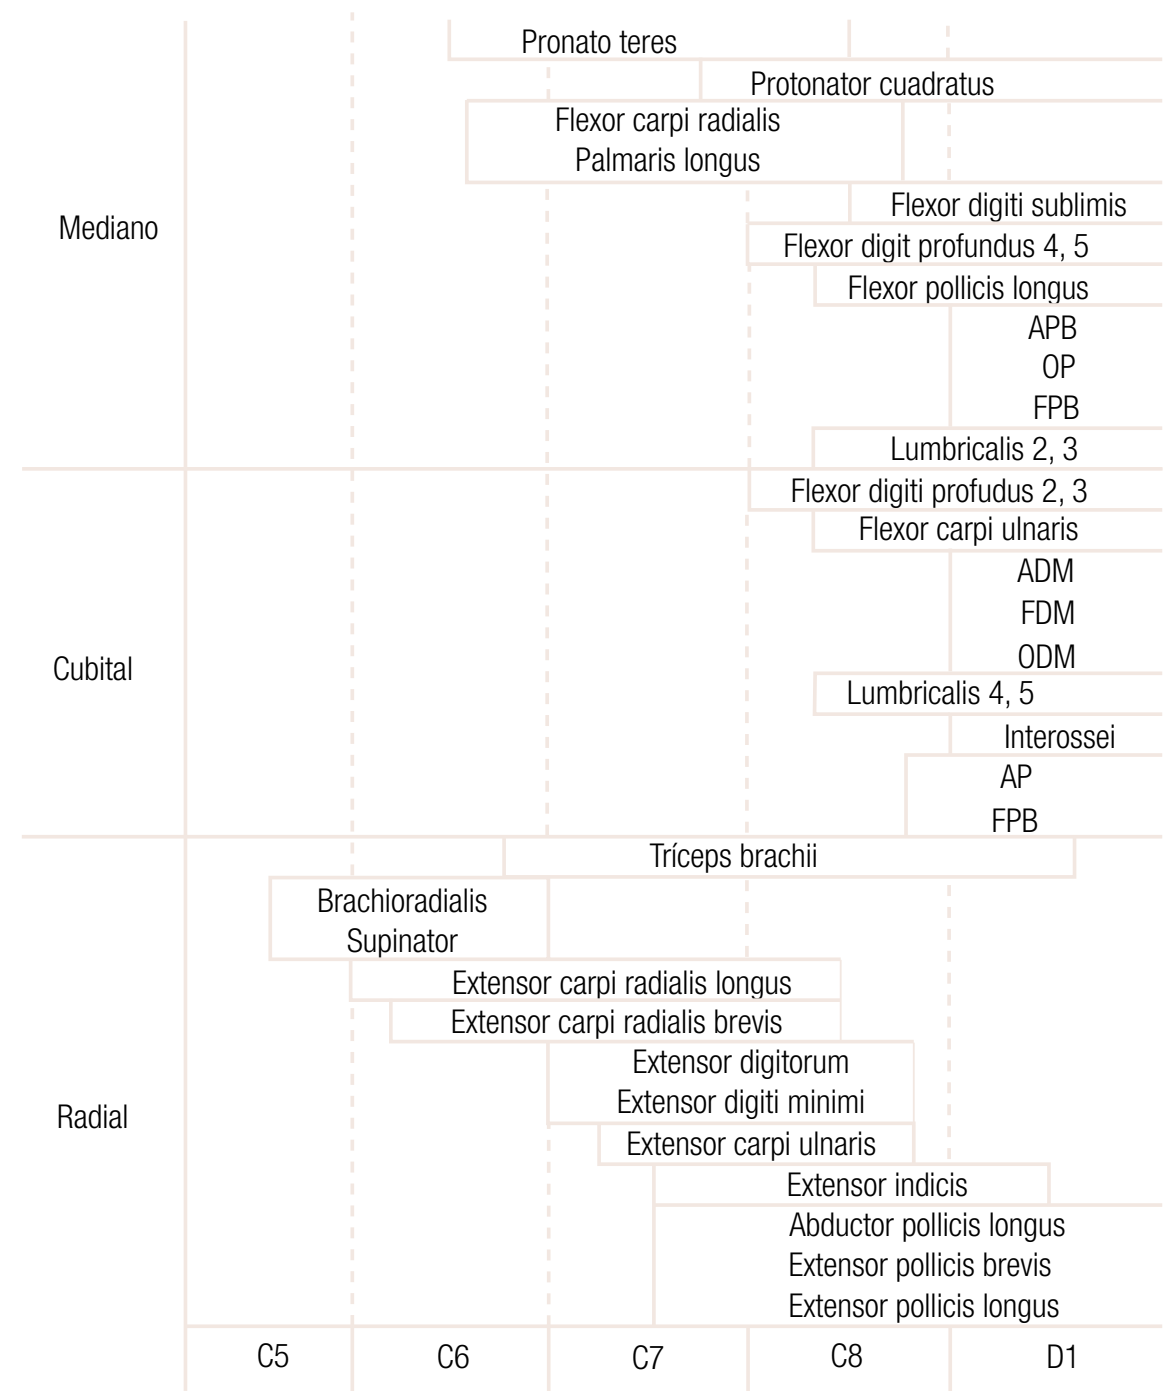 Pronato teres
Protonator cuadratus
Flexor carpi radialis
Palmaris longus
Mediano
Flexor digiti sublimis
Flexor digit profundus 4, 5
Flexor pollicis longus
APB
OP
FPB
Lumbricalis 2, 3
Flexor digiti profudus 2, 3
Flexor carpi ulnaris
ADM
FDM
ODM
Cubital
Lumbricalis 4, 5
Interossei
AP
FPB
Tríceps brachii
Brachioradialis
Supinator
Extensor carpi radialis longus
Extensor carpi radialis brevis
Extensor digitorum
Extensor digiti minimi
Radial
Extensor carpi ulnaris
Extensor indicis
Abductor pollicis longus
Extensor pollicis brevis
Extensor pollicis longus
C5 C6 C7 C8 D1